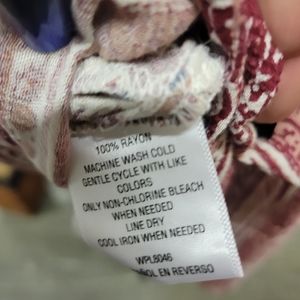 100% RAYON
MACHINE WASH COLD
GENTLE CYCLE WITH LIKE
COLORS
ONLY NON-CHLORINE BLEACH
WHEN NEEDED
LINE DRY
COOL IRON WHEN NEEDED
WPL8046
EN REVERSO